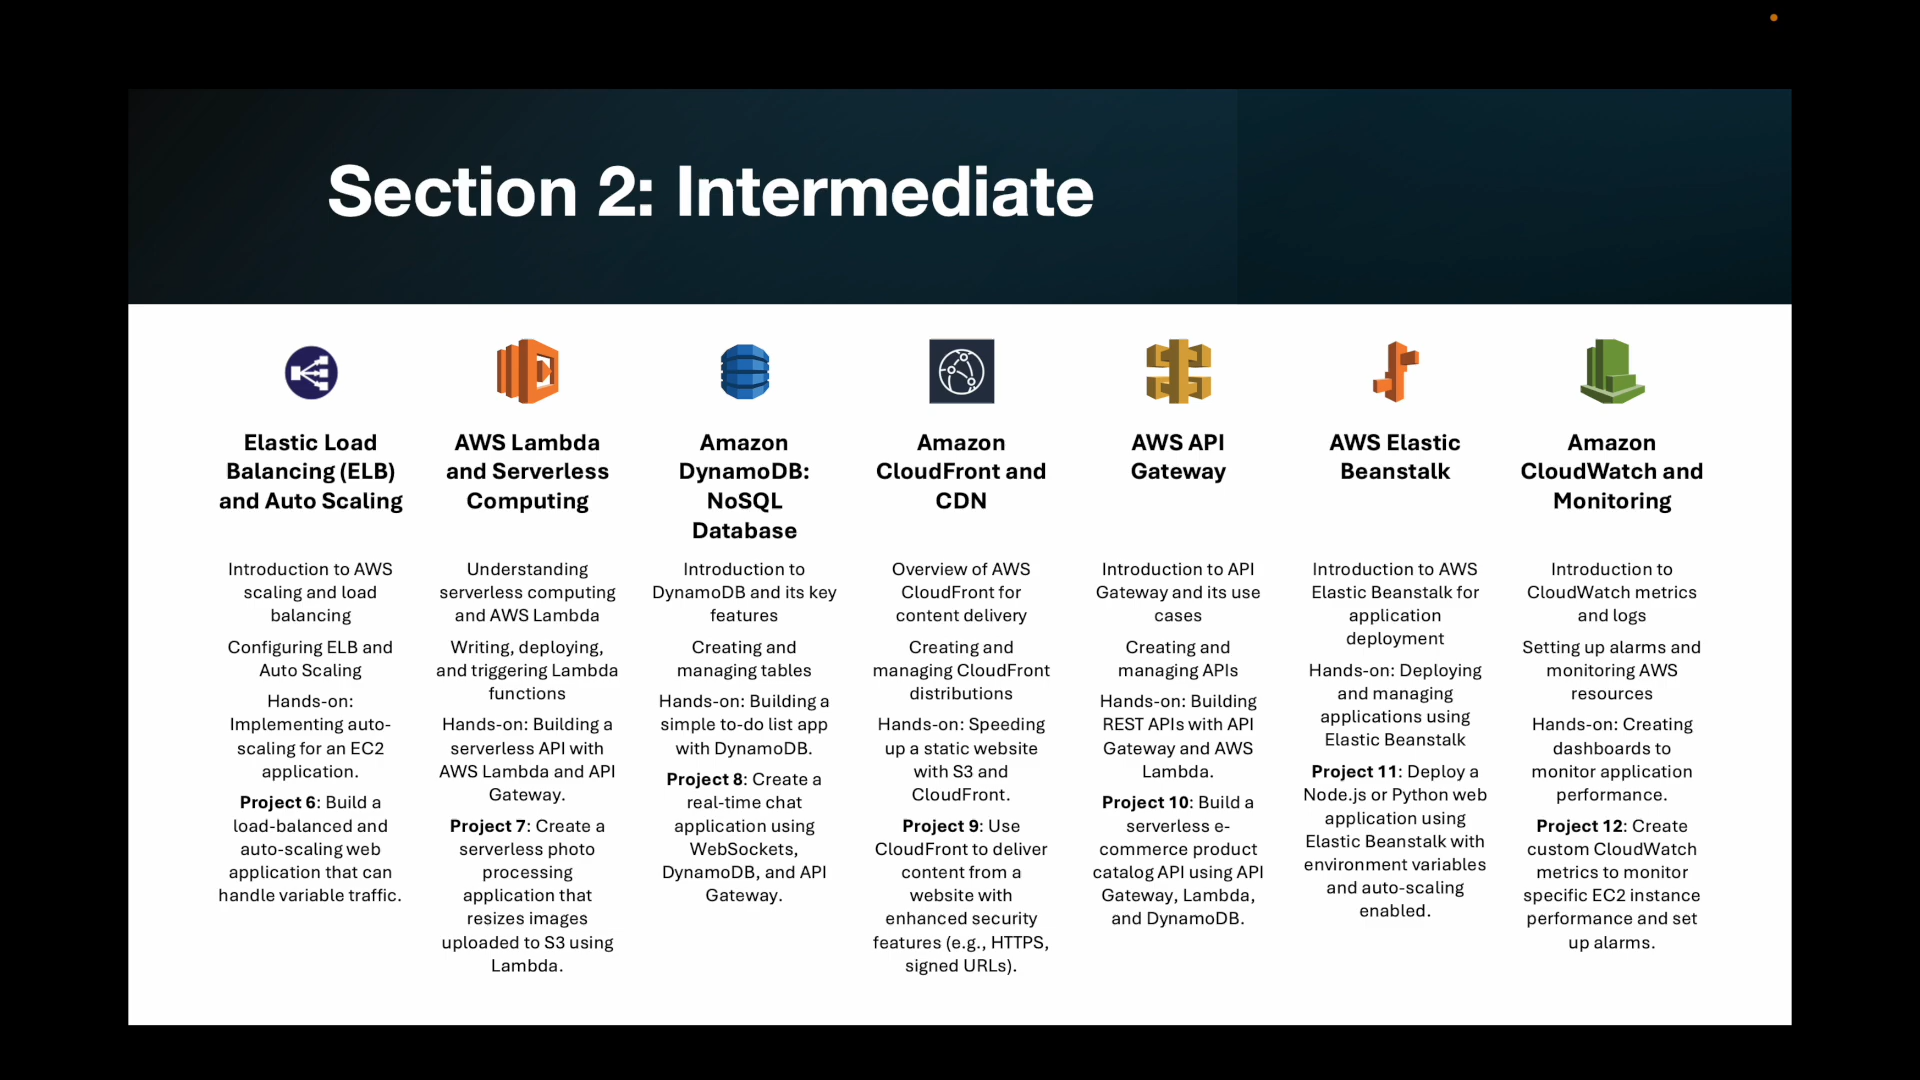 Section 2: Intermediate
Elastic Load
Balancing (ELB)
and Auto Scaling
Introduction to AWS
scaling and load
balancing
Configuring ELB and
Auto Scaling
Hands-on:
Implementing auto-
scaling for an EC2
application.
Project 6: Build a
load-balanced and
auto-scaling web
application that can
handle variable traffic.
AWS Lambda
and Serverless
Computing
Understanding
serverless computing
and AWS Lambda
Writing, deploying,
and triggering Lambda
functions
Hands-on: Building a
serverless API with
AWS Lambda and API
Gateway.
Project 7: Create a
serverless photo
processing
application that
resizes images
uploaded to S3 using
Lambda.
Amazon
DynamoDB:
NoSQL
Database
Introduction to
DynamoDB and its key
features
Creating and
managing tables
Hands-on: Building a
simple to-do list app
with DynamoDB.
Project 8: Create a
real-time chat
application using
WebSockets,
DynamoDB, and API
Gateway.
Amazon
CloudFront and
CDN
Overview of AWS
CloudFront for
content delivery
Creating and
managing CloudFront
distributions
Hands-on: Speeding
up a static website
with S3 and
CloudFront.
Project 9: Use
CloudFront to deliver
content from a
website with
enhanced security
features (e.g., HTTPS,
signed URLs).
AWS API
Gateway
Introduction to API
Gateway and its use
cases
Creating and
managing APIs
Hands-on: Building
REST APIs with API
Gateway and AWS
Lambda.
Project 10: Build a
serverless e-
commerce product
catalog API using API
Gateway, Lambda,
and DynamoDB.
AWS Elastic
Beanstalk
Introduction to AWS
Elastic Beanstalk for
application
deployment
Hands-on: Deploying
and managing
applications using
Elastic Beanstalk
Project 11: Deploy a
Node.js or Python web
application using
Elastic Beanstalk with
environment variables
and auto-scaling
enabled.
Amazon
CloudWatch and
Monitoring
Introduction to
CloudWatch metrics
and logs
Setting up alarms and
monitoring AWS
resources
Hands-on: Creating
dashboards to
monitor application
performance.
Project 12: Create
custom CloudWatch
metrics to monitor
specific EC2 instance
performance and set
up alarms.